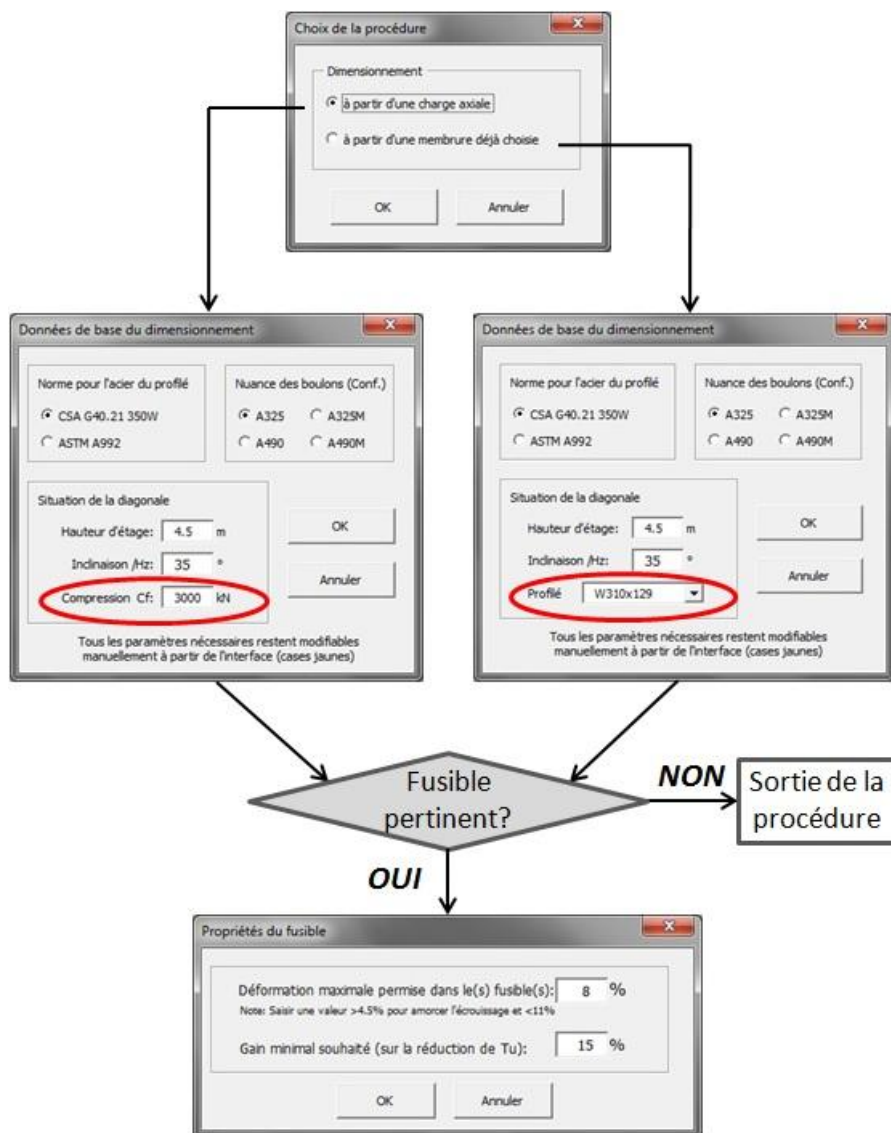 Choix de la procédure
Dimensionnement
à partir d'une charge axiale
à partir d'une membrure déjà choisie
OK
Annuler
Données de base du dimensionnement
Norme pour l'acier du profilé
CSA G40.21 350W
ASTM A992
Nuance des boulons (Conf.)
A325
A325M
A490
A490M
Situation de la diagonale
Hauteur d'étage: 4.5 m
Inclinaison /Hz: 35 °
Compression Cf: 3000 kN
OK
Annuler
Tous les paramètres nécessaires restent modifiables
manuellement à partir de l'interface (cases jaunes)
Données de base du dimensionnement
Norme pour l'acier du profilé
CSA G40.21 350W
ASTM A992
Nuance des boulons (Conf.)
A325
A325M
A490
A490M
Situation de la diagonale
Hauteur d'étage: 4.5 m
Inclinaison /Hz: 35 °
Profilé W310x129
OK
Annuler
Tous les paramètres nécessaires restent modifiables
manuellement à partir de l'interface (cases jaunes)
Fusible
pertinent?
NON
Sortie de la
procédure
OUI
Propriétés du fusible
Déformation maximale permise dans le(s) fusible(s): 8 %
Note: Saisir une valeur >4.5% pour amorcer l'écrouissage et <11%
Gain minimal souhaité (sur la réduction de Tu): 15 %
OK
Annuler